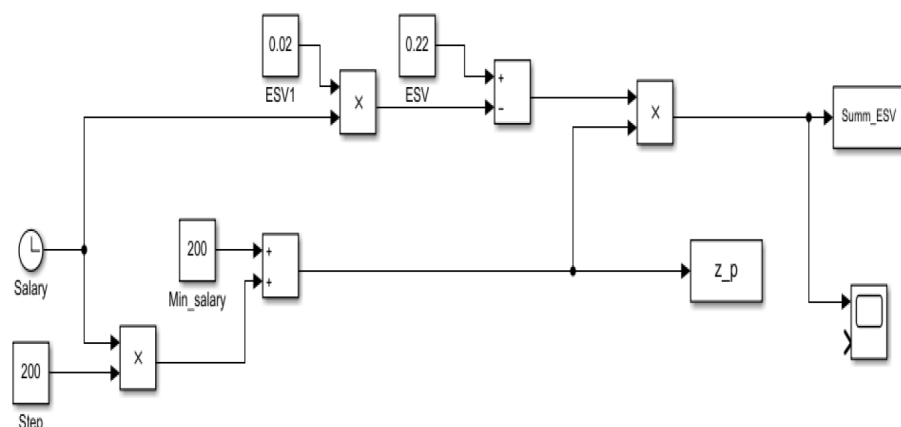 0.02
ESV1
0.22
ESV
+
−
X
X
Summ_ESV
Salary
200
Min_salary
+
+
z_p
200
Step
X